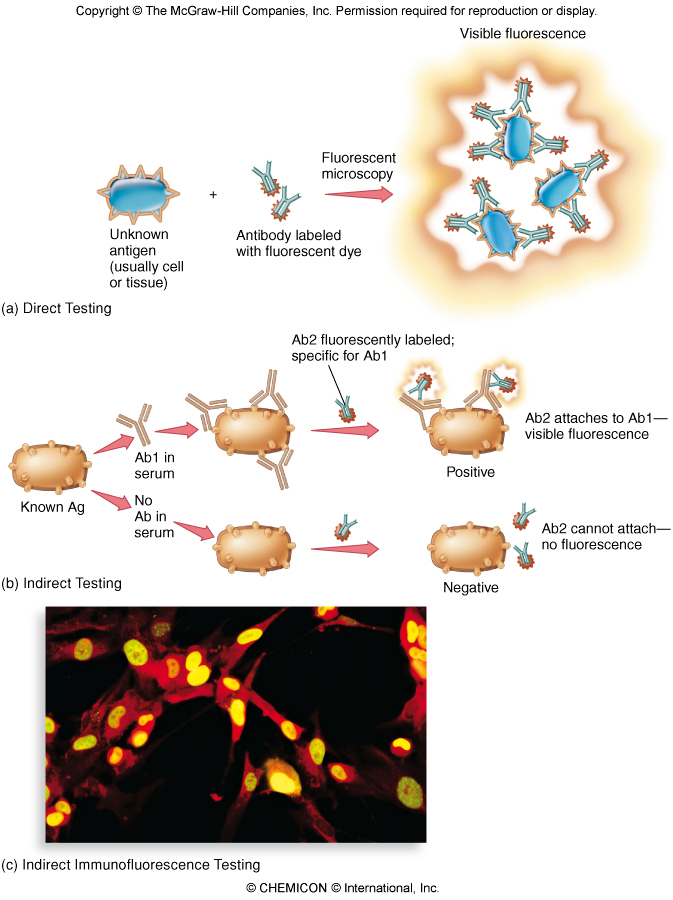 Copyright © The McGraw-Hill Companies, Inc. Permission required for reproduction or display.
Visible fluorescence
Fluorescent
microscopy
+
Unknown
antigen
(usually cell
or tissue)
Antibody labeled
with fluorescent dye
(a) Direct Testing
Ab2 fluorescently labeled;
specific for Ab1
Ab1 in
serum
Ab2 attaches to Ab1—
visible fluorescence
Positive
Known Ag
No
Ab in
serum
Ab2 cannot attach—
no fluorescence
Negative
(b) Indirect Testing
(c) Indirect Immunofluorescence Testing
© CHEMICON © International, Inc.